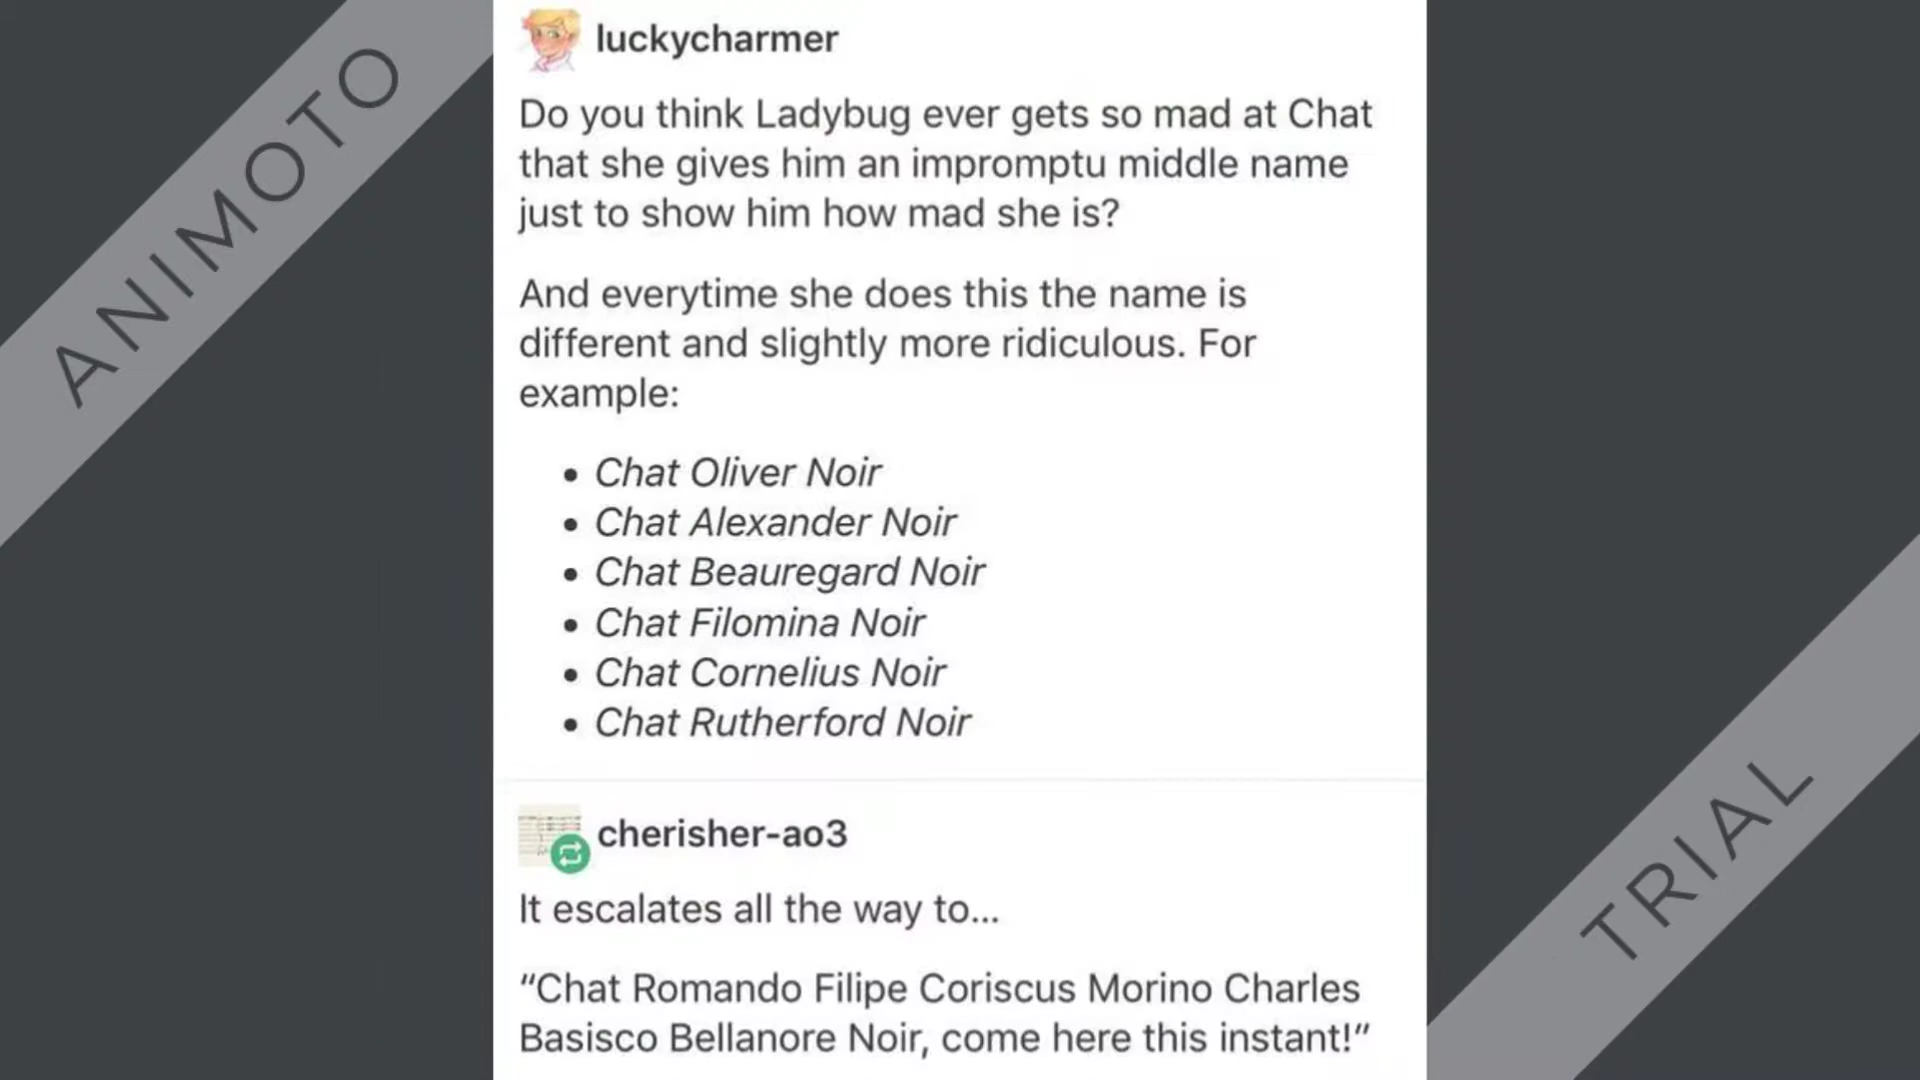 ANIMOTO
luckycharmer
Do you think Ladybug ever gets so mad at Chat
that she gives him an impromptu middle name
just to show him how mad she is?
And everytime she does this the name is
different and slightly more ridiculous. For
example:
• Chat Oliver Noir
• Chat Alexander Noir
• Chat Beauregard Noir
• Chat Filomina Noir
• Chat Cornelius Noir
• Chat Rutherford Noir
cherisher-ao3
It escalates all the way to...
“Chat Romando Filipe Coriscus Morino Charles
Basisco Bellanore Noir, come here this instant!”
TRIAL